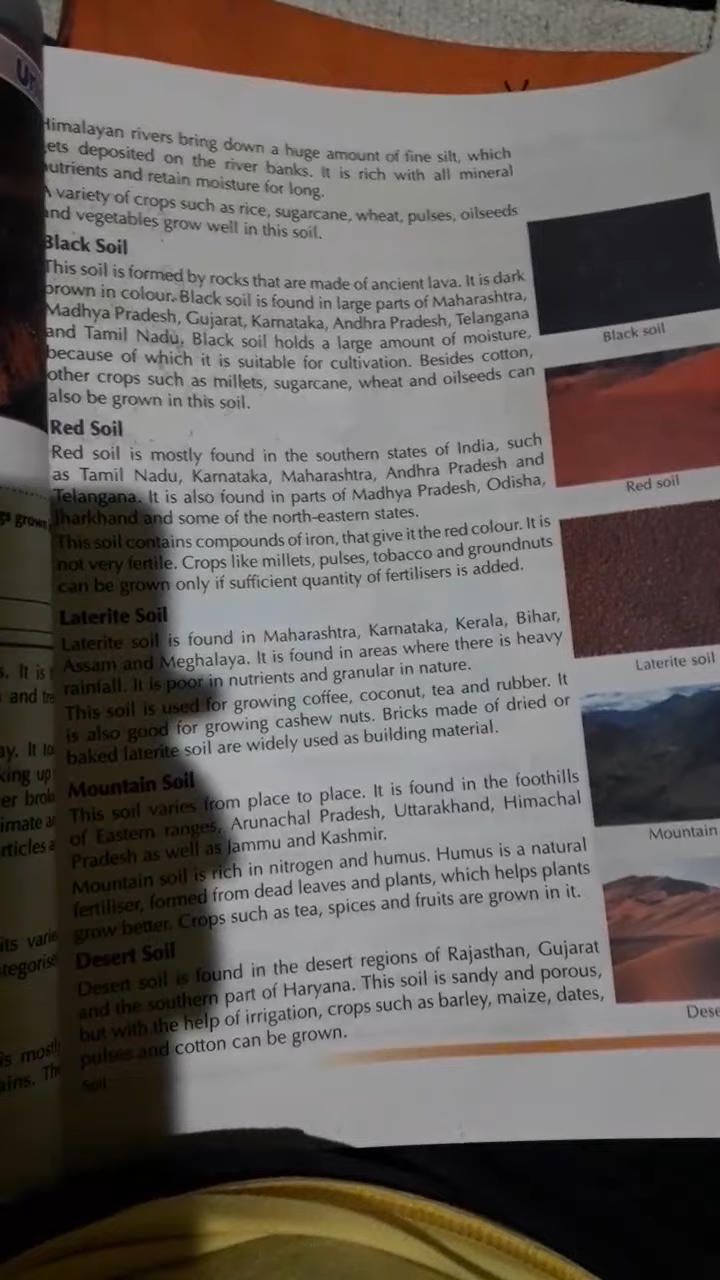 Himalayan rivers bring down a huge amount of fine silt, which
ets deposited on the river banks. It is rich with all mineral
utrients and retain moisture for long.
A variety of crops such as rice, sugarcane, wheat, pulses, oilseeds
and vegetables grow well in this soil.
Black Soil
This soil is formed by rocks that are made of ancient lava. It is dark
brown in colour. Black soil is found in large parts of Maharashtra,
Madhya Pradesh, Gujarat, Karnataka, Andhra Pradesh, Telangana
and Tamil Nadu. Black soil holds a large amount of moisture,
because of which it is suitable for cultivation. Besides cotton,
other crops such as millets, sugarcane, wheat and oilseeds can
also be grown in this soil.
Black soil
Red Soil
Red soil is mostly found in the southern states of India, such
as Tamil Nadu, Karnataka, Maharashtra, Andhra Pradesh and
Telangana. It is also found in parts of Madhya Pradesh, Odisha,
Jharkhand and some of the north-eastern states.
This soil contains compounds of iron, that give it the red colour. It is
not very fertile. Crops like millets, pulses, tobacco and groundnuts
can be grown only if sufficient quantity of fertilisers is added.
Red soil
Laterite Soil
Laterite soil is found in Maharashtra, Karnataka, Kerala, Bihar,
Assam and Meghalaya. It is found in areas where there is heavy
rainfall. It is poor in nutrients and granular in nature.
This soil is used for growing coffee, coconut, tea and rubber. It
is also good for growing cashew nuts. Bricks made of dried or
baked laterite soil are widely used as building material.
Laterite soil
Mountain Soil
This soil varies from place to place. It is found in the foothills
of Eastern ranges, Arunachal Pradesh, Uttarakhand, Himachal
Pradesh as well as Jammu and Kashmir.
Mountain soil is rich in nitrogen and humus. Humus is a natural
fertiliser, formed from dead leaves and plants, which helps plants
grow better. Crops such as tea, spices and fruits are grown in it.
Mountain
Desert Soil
Desert soil is found in the desert regions of Rajasthan, Gujarat
and the southern part of Haryana. This soil is sandy and porous,
but with the help of irrigation, crops such as barley, maize, dates,
pulses and cotton can be grown.
Dese
Soil